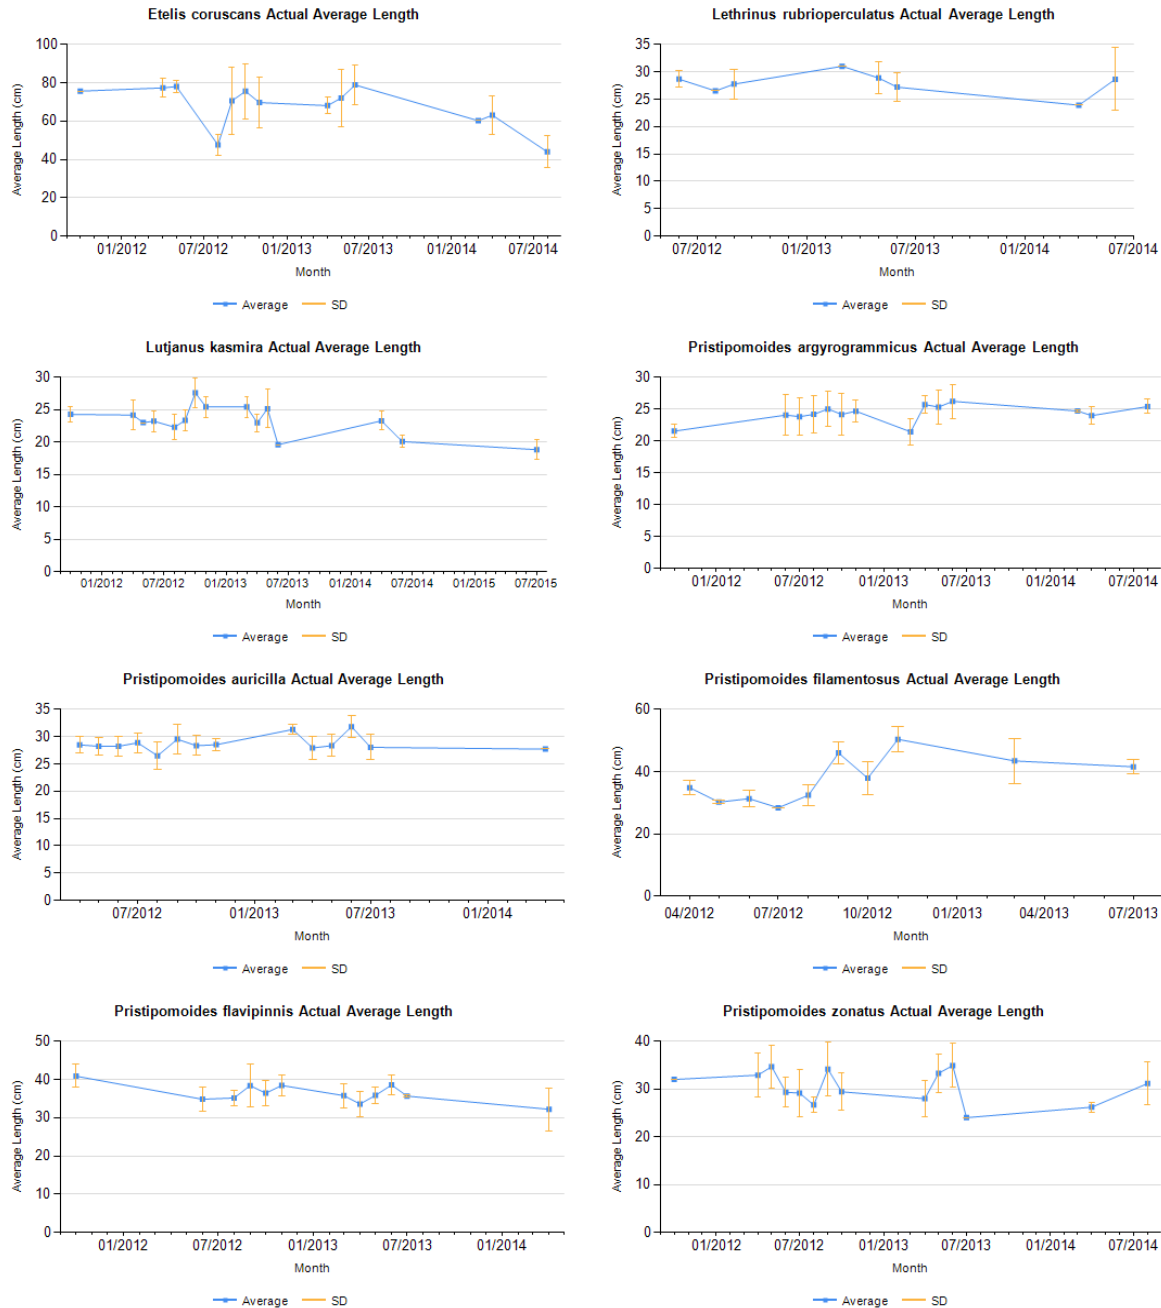 Etelis coruscans Actual Average Length
Average Length (cm)
100
80
60
40
20
0
01/2012 07/2012 01/2013 07/2013 01/2014 07/2014
Month
Average SD
Lethrinus rubrioperculatus Actual Average Length
Average Length (cm)
35
30
25
20
15
10
5
0
07/2012 01/2013 07/2013 01/2014 07/2014
Month
Average SD
Lutjanus kasmira Actual Average Length
Average Length (cm)
30
25
20
15
10
5
0
01/2012 07/2012 01/2013 07/2013 01/2014 07/2014 01/2015 07/2015
Month
Average SD
Pristipomoides argyrogrammicus Actual Average Length
Average Length (cm)
30
25
20
15
10
5
0
01/2012 07/2012 01/2013 07/2013 01/2014 07/2014
Month
Average SD
Pristipomoides auricilla Actual Average Length
Average Length (cm)
35
30
25
20
15
10
5
0
07/2012 01/2013 07/2013 01/2014
Month
Average SD
Pristipomoides filamentosus Actual Average Length
Average Length (cm)
60
40
20
0
04/2012 07/2012 10/2012 01/2013 04/2013 07/2013
Month
Average SD
Pristipomoides flavipinnis Actual Average Length
Average Length (cm)
50
40
30
20
10
0
01/2012 07/2012 01/2013 07/2013 01/2014
Month
Average SD
Pristipomoides zonatus Actual Average Length
Average Length (cm)
40
30
20
10
0
01/2012 07/2012 01/2013 07/2013 01/2014 07/2014
Month
Average SD